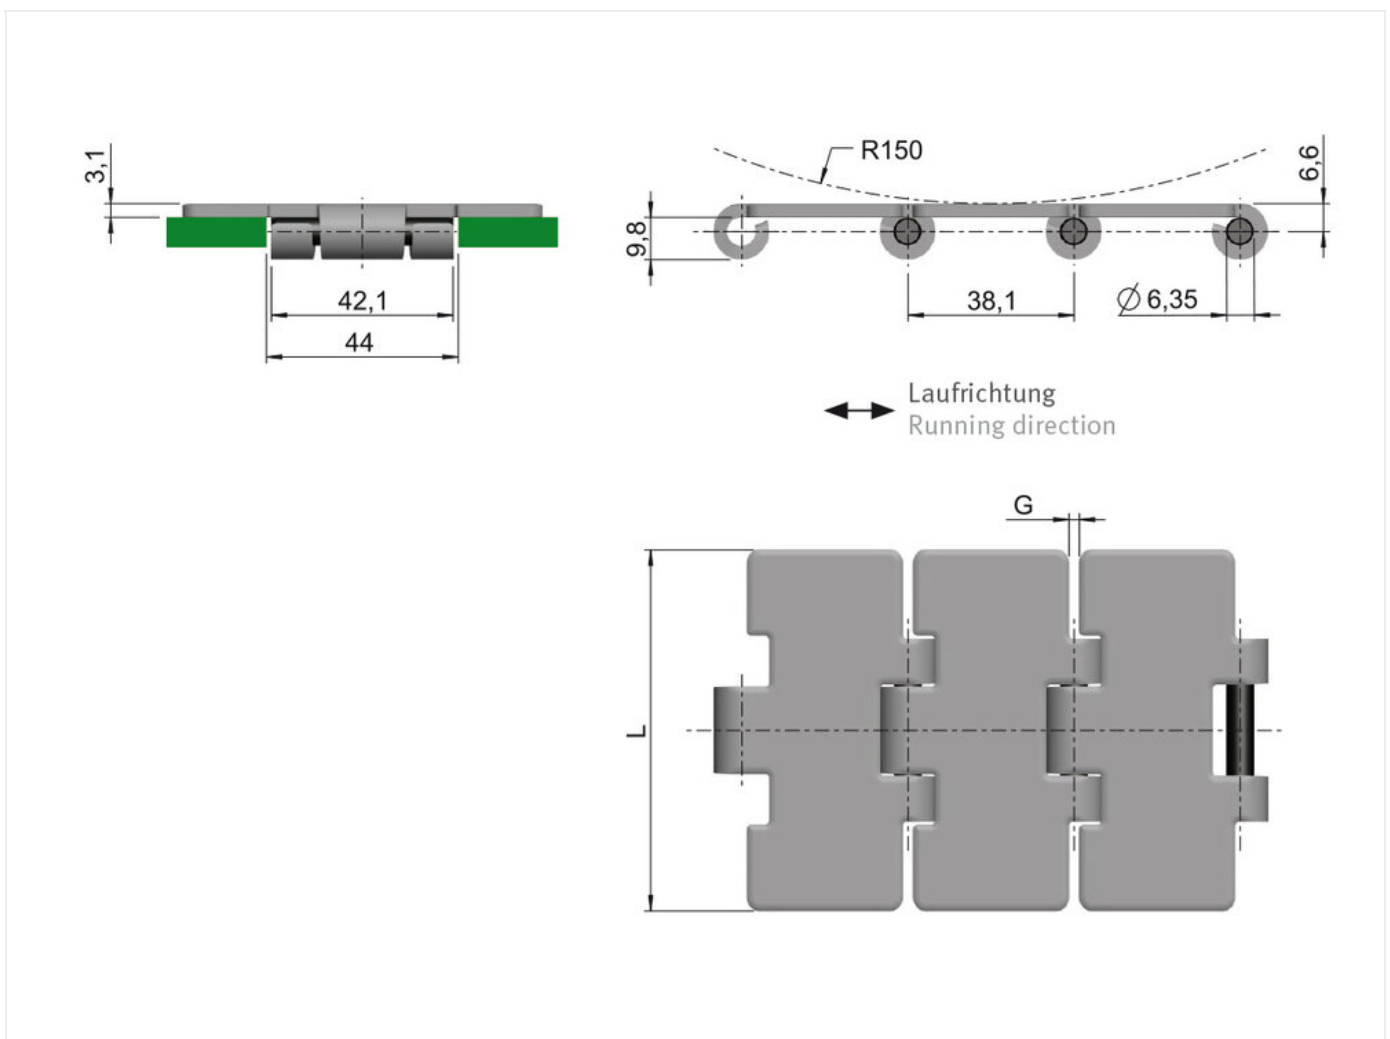 3,1
42,1
44
R150
6,6
9,8
38,1
Ø 6,35
Laufrichtung
Running direction
G
L